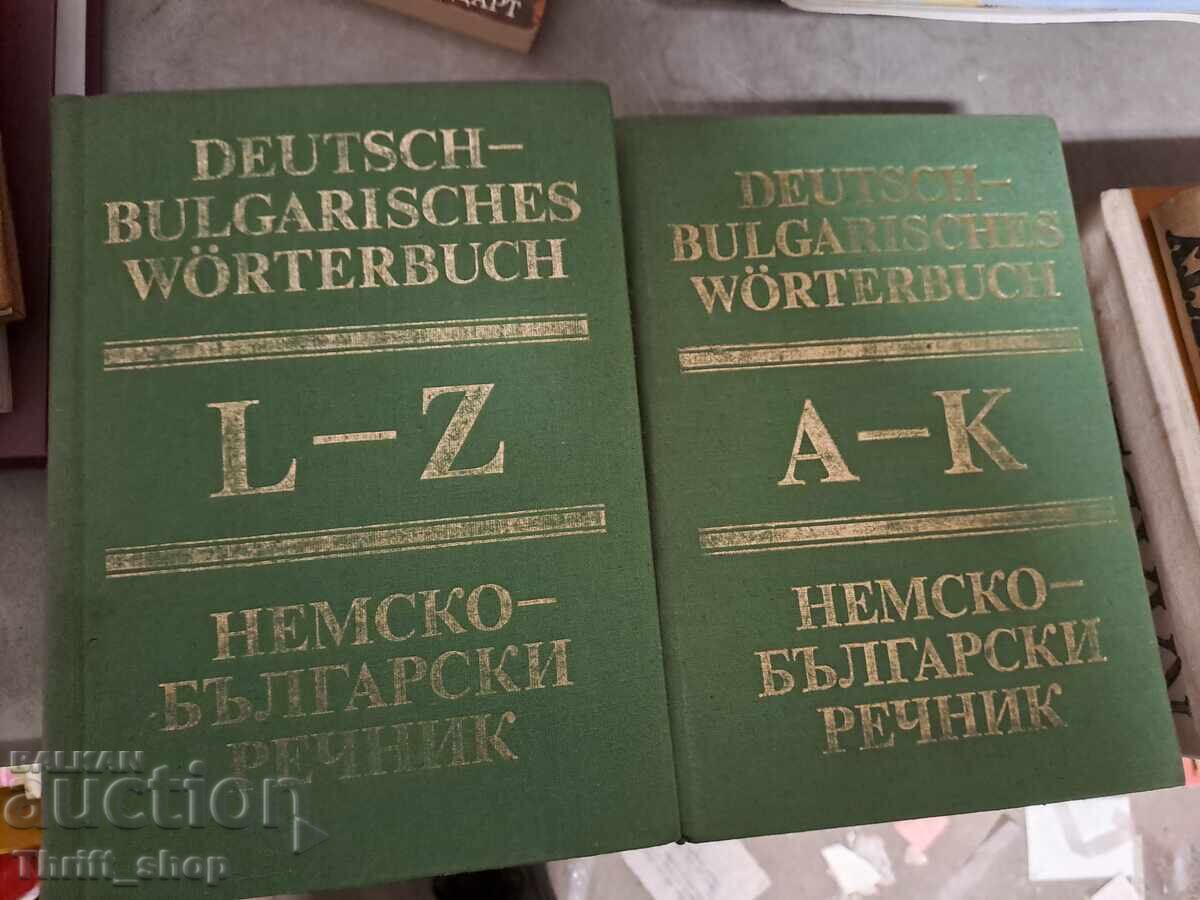 DEUTSCH–
BULGARISCHES
WÖRTERBUCH
L–Z
НЕМСКО–
БЪЛГАРСКИ
РЕЧНИК
DEUTSCH–
BULGARISCHES
WÖRTERBUCH
A–K
НЕМСКО–
БЪЛГАРСКИ
РЕЧНИК
BALKAN
auction
Thrift_shop